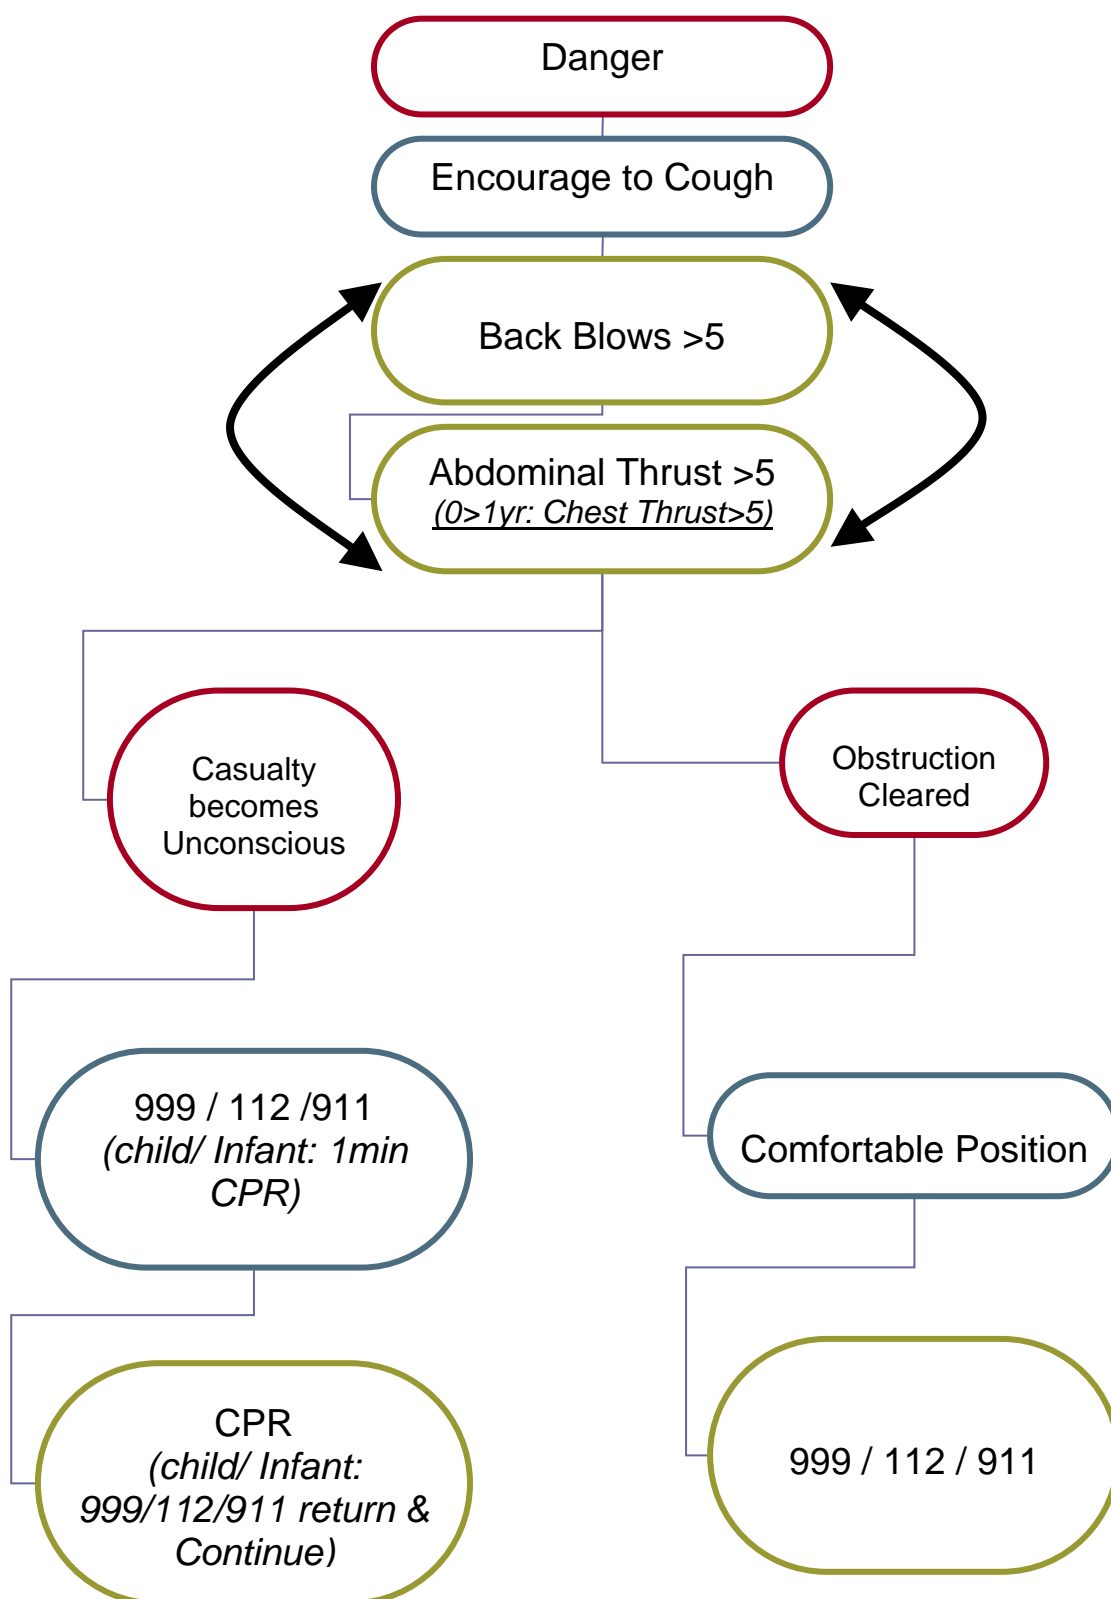 Danger
Encourage to Cough
Back Blows >5
Abdominal Thrust >5
(0>1yr: Chest Thrust>5)
Casualty
becomes
Unconscious
Obstruction
Cleared
999 / 112 /911
(child/ Infant: 1min
CPR)
Comfortable Position
CPR
(child/ Infant:
999/112/911 return &
Continue)
999 / 112 / 911